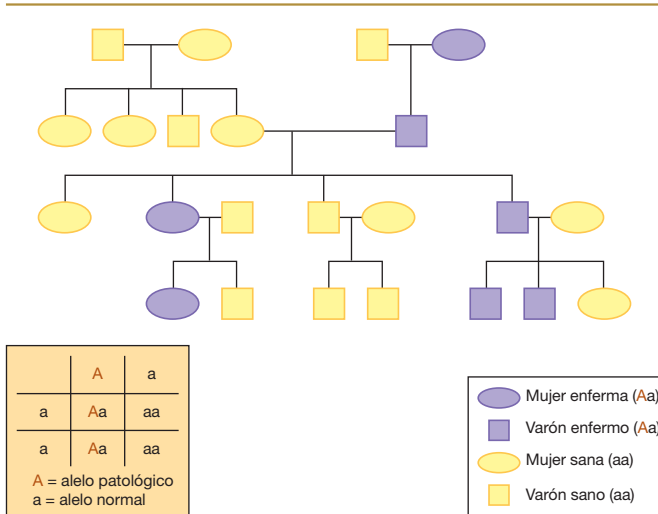 A a
a Aa aa
a Aa aa
A = alelo patológico
a = alelo normal
Mujer enferma (Aa)
Varón enfermo (Aa)
Mujer sana (aa)
Varón sano (aa)